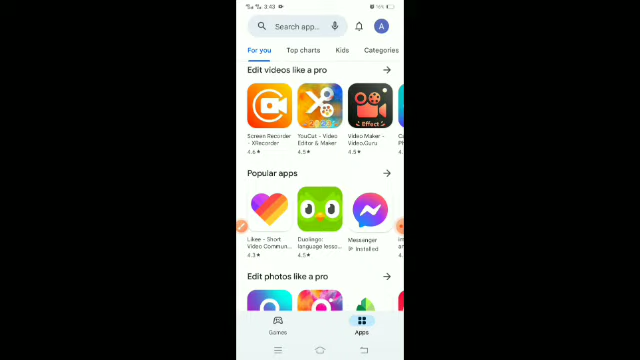 3.43
Search app..
A
For you
Top charts
Kids
Categories
Edit videos like a pro
Effect
Screen Recorder
- XRecorder
4.6★
YouCut - Video
Editor & Maker
4.5★
Video Maker -
Video.Guru
4.5★
Popular apps
Likee - Short
Video Commun...
4.3★
Duolingo:
language lesso...
4.5★
Messenger
Installed
Edit photos like a pro
Games
Apps